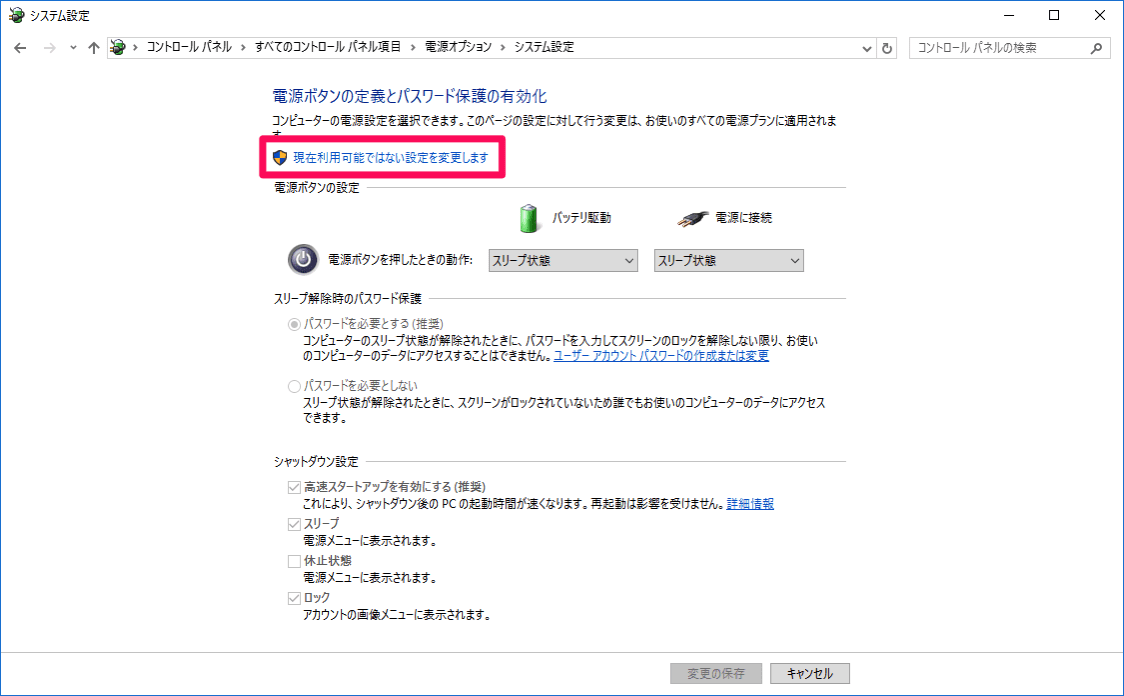 システム設定
コントロール パネル › すべてのコントロール パネル項目 › 電源オプション › システム設定
コントロール パネルの検索
電源ボタンの定義とパスワード保護の有効化
コンピューターの電源設定を選択できます。このページの設定に対して行う変更は、お使いのすべての電源プランに適用されま
す。
現在利用可能ではない設定を変更します
電源ボタンの設定
バッテリ駆動
電源に接続
電源ボタンを押したときの動作:
スリープ状態
スリープ状態
スリープ解除時のパスワード保護
パスワードを必要とする (推奨)
コンピューターのスリープ状態が解除されたときに、パスワードを入力してスクリーンのロックを解除しない限り、お使い
のコンピューターのデータにアクセスすることはできません。ユーザー アカウント パスワードの作成または変更
パスワードを必要としない
スリープ状態が解除されたときに、スクリーンがロックされていないため誰でもお使いのコンピューターのデータにアクセス
できます。
シャットダウン設定
高速スタートアップを有効にする (推奨)
これにより、シャットダウン後の PC の起動時間が速くなります。再起動は影響を受けません。詳細情報
スリープ
電源メニューに表示されます。
休止状態
電源メニューに表示されます。
ロック
アカウントの画像メニューに表示されます。
変更の保存
キャンセル